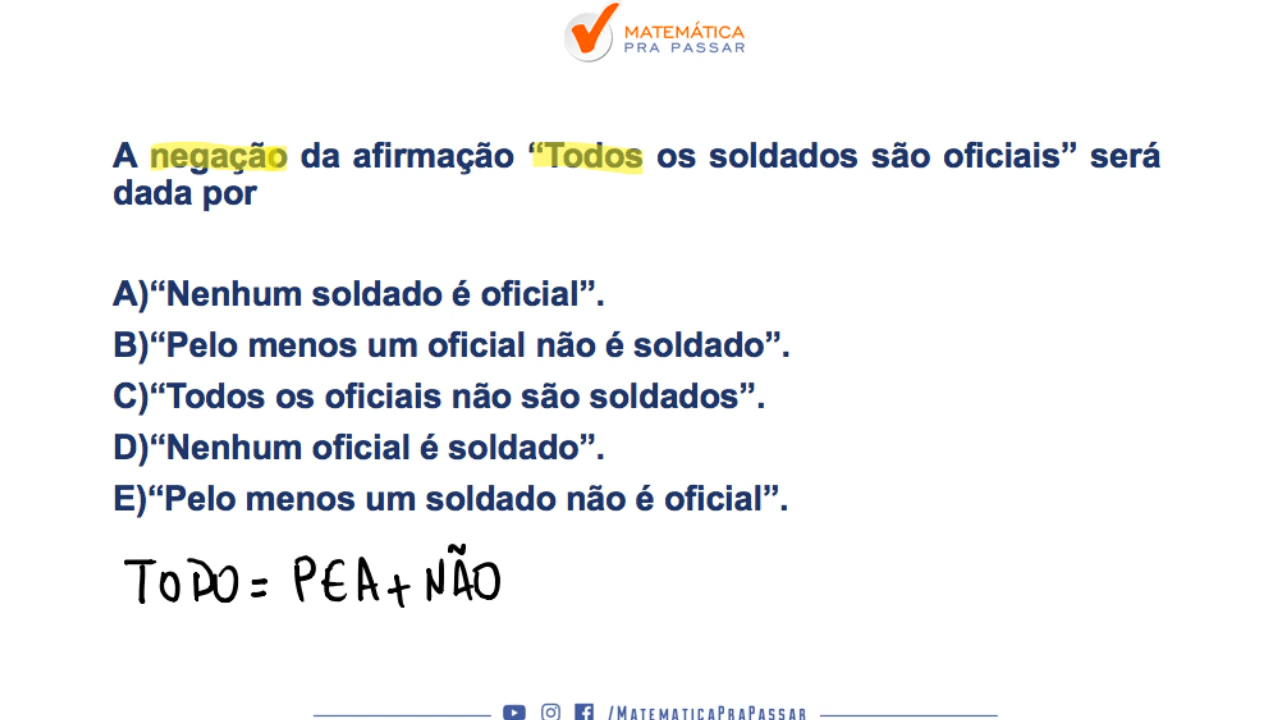 MATEMÁTICA
PRA PASSAR
A negação da afirmação “Todos os soldados são oficiais” será
dada por
A)“Nenhum soldado é oficial”.
B)“Pelo menos um oficial não é soldado”.
C)“Todos os oficiais não são soldados”.
D)“Nenhum oficial é soldado”.
E)“Pelo menos um soldado não é oficial”.
TODO = PEA + NÃO
/MATEMATICAPRAPASSAR